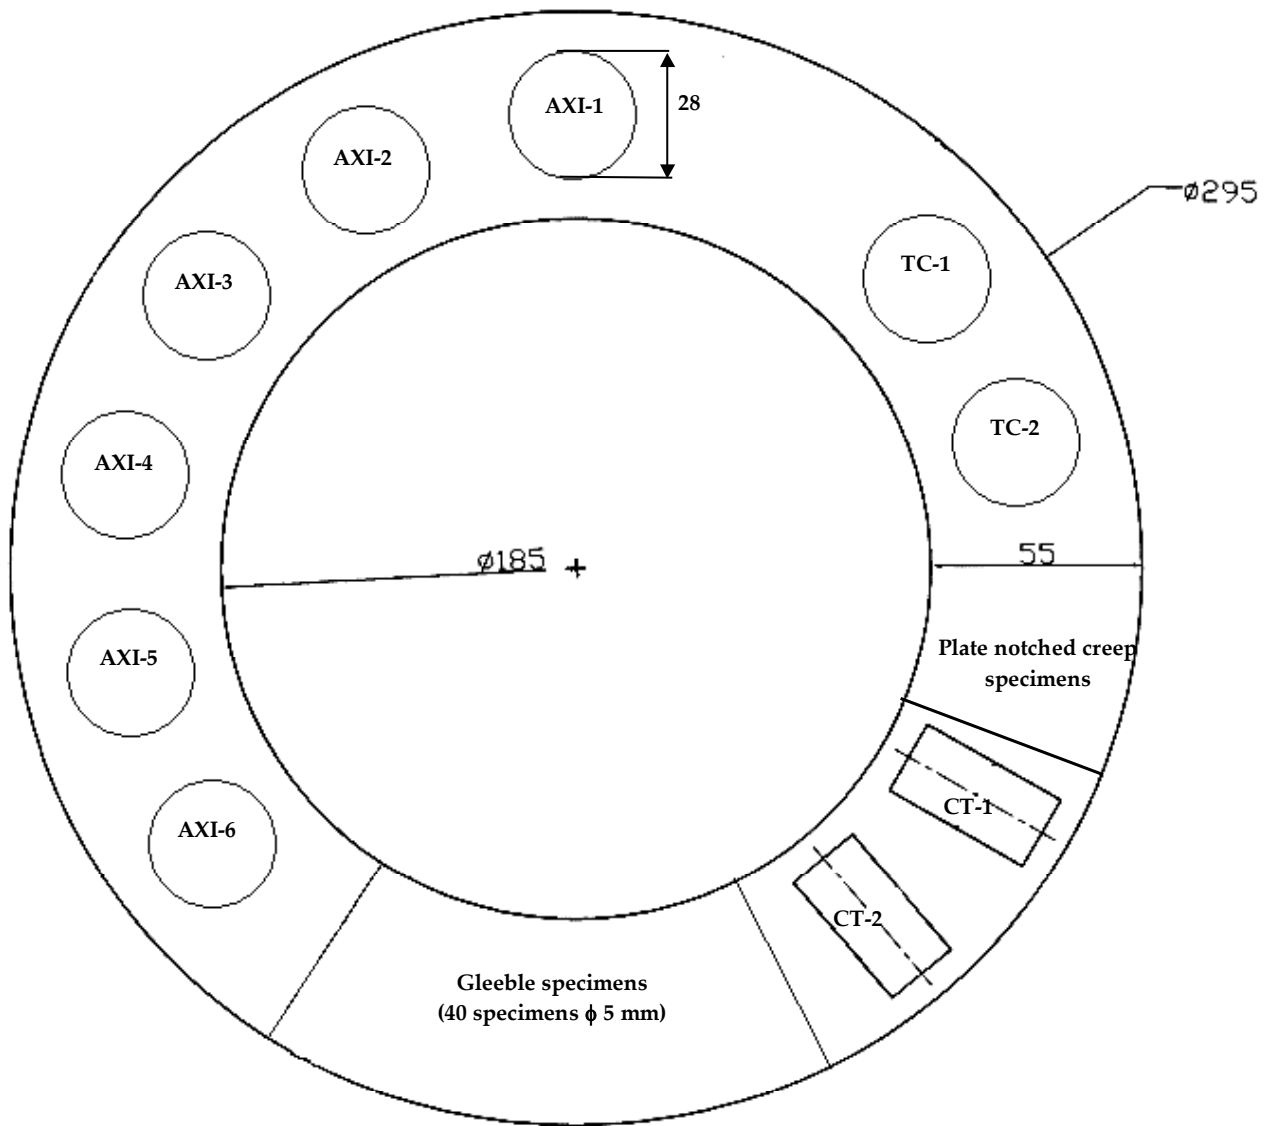 AXI-1
28
AXI-2
ø295
TC-1
AXI-3
TC-2
AXI-4
ø185
55
Plate notched creep
specimens
AXI-5
CT-1
AXI-6
CT-2
Gleeble specimens
(40 specimens ϕ 5 mm)